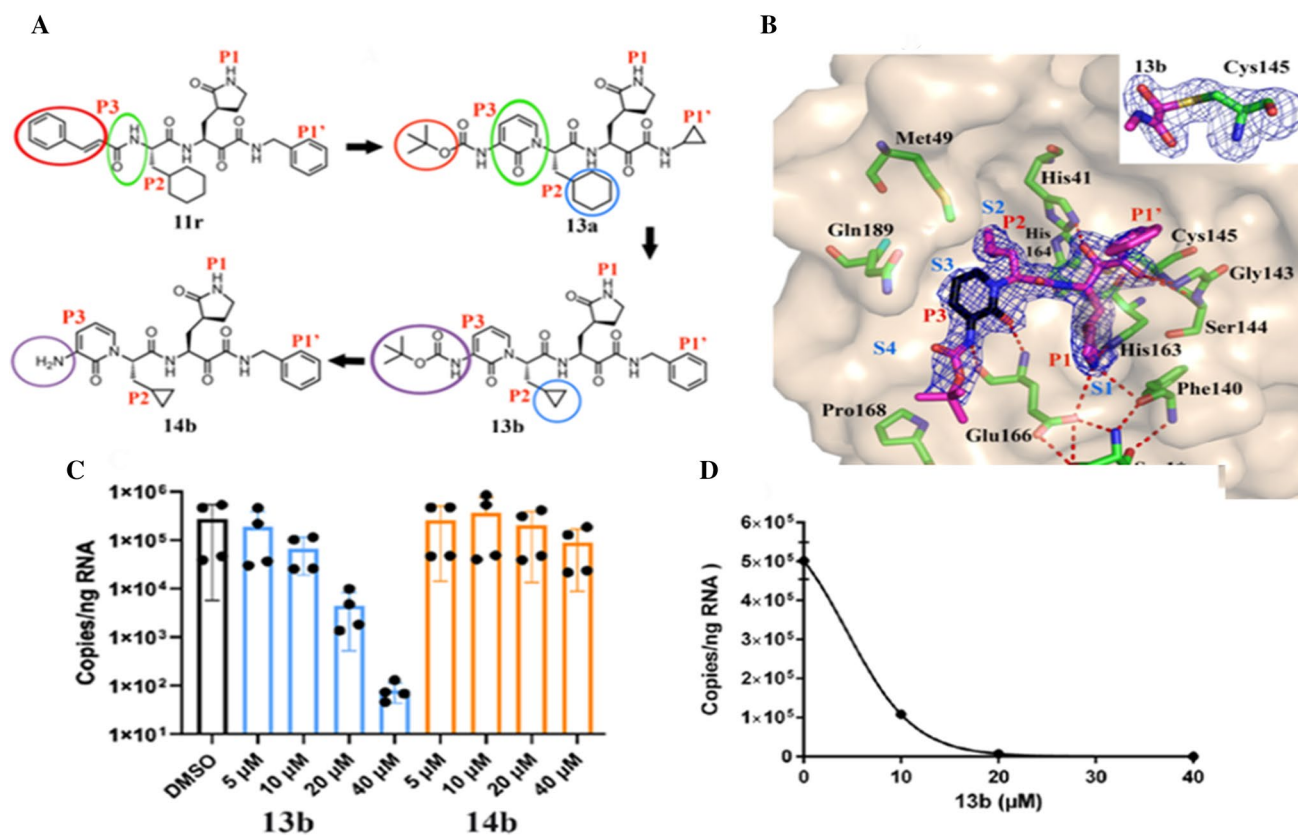 A
P1
H
N
O
P3
H
N
O
H
N
O
N
H
O
O
P1'
P2
11r
P1
H
N
O
P3
O
O
N
H
O
N
O
H
N
O
O
H
N
P1'
P2
13a
P1
H
N
O
P3
H₂N
O
N
O
H
N
O
O
N
H
P1'
P2
14b
P1
H
N
O
P3
O
O
N
H
O
N
O
N
H
O
O
H
N
P1'
P2
13b
B
13b Cys145
Met49
His41
S2
P2
P1'
Gln189
His
164
Cys145
S3
Gly143
P3
Ser144
S4
P1
His163
S1
Phe140
Pro168
Glu166
C
Copies/ng RNA
1×10⁶
1×10⁵
1×10⁴
1×10³
1×10²
1×10¹
DMSO
5 μM
10 μM
20 μM
40 μM
5 μM
10 μM
20 μM
40 μM
13b 14b
D
Copies/ng RNA )
6×10⁵
5×10⁵
4×10⁵
3×10⁵
2×10⁵
1×10⁵
0
0 10 20 30 40
13b (μM)